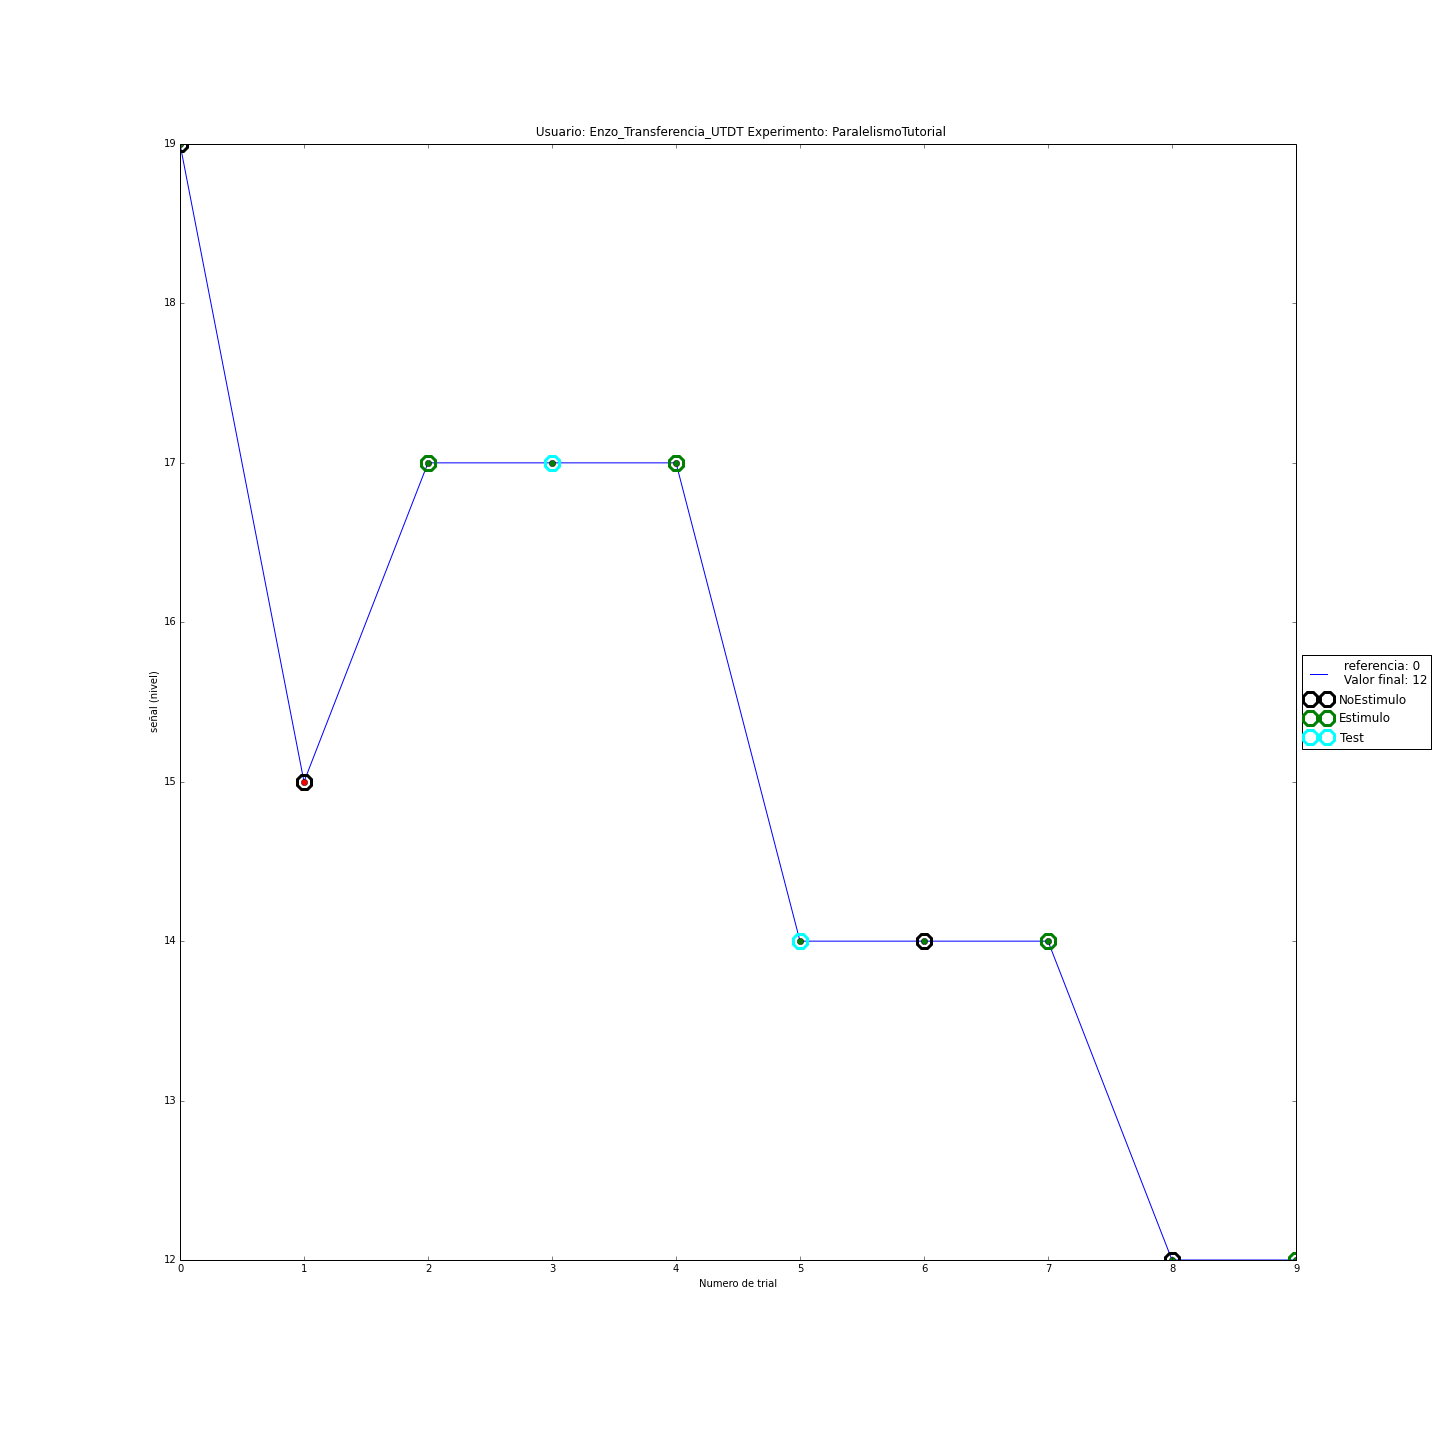 Usuario: Enzo_Transferencia_UTDT Experimento: ParalelismoTutorial
19
18
17
16
15
14
13
12
señal (nivel)
0 1 2 3 4 5 6 7 8 9
Numero de trial
referencia: 0
Valor final: 12
NoEstimulo
Estimulo
Test